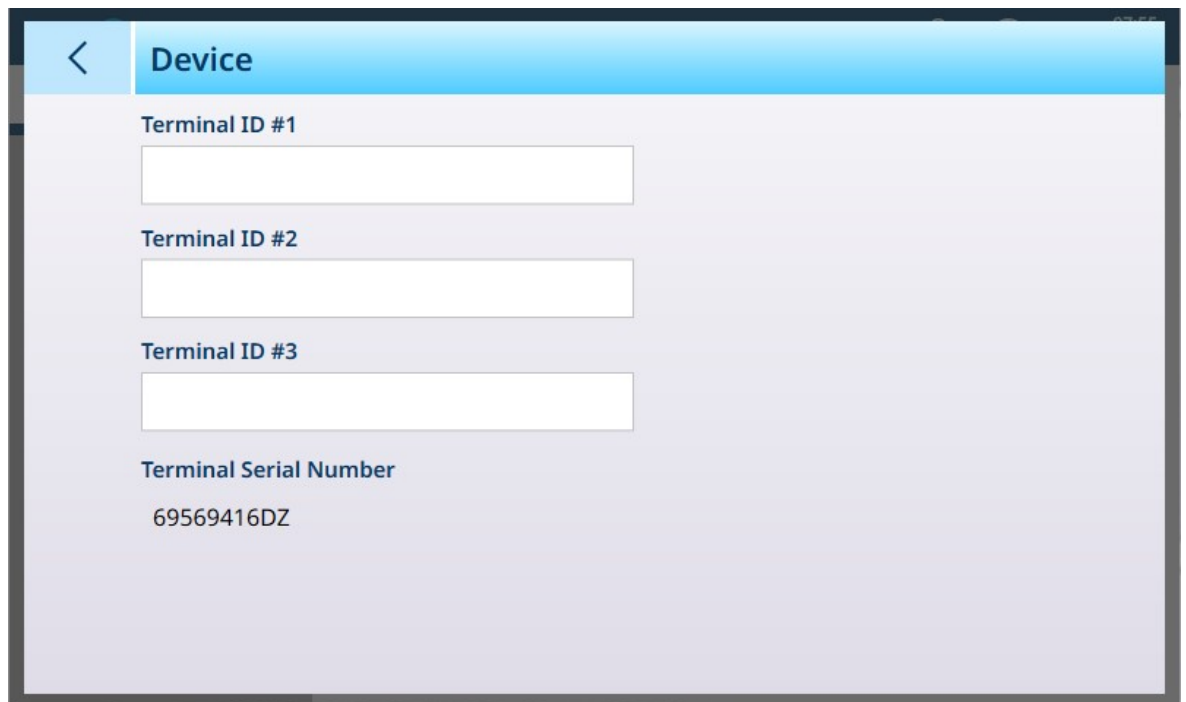 Device
Terminal ID #1
Terminal ID #2
Terminal ID #3
Terminal Serial Number
69569416DZ